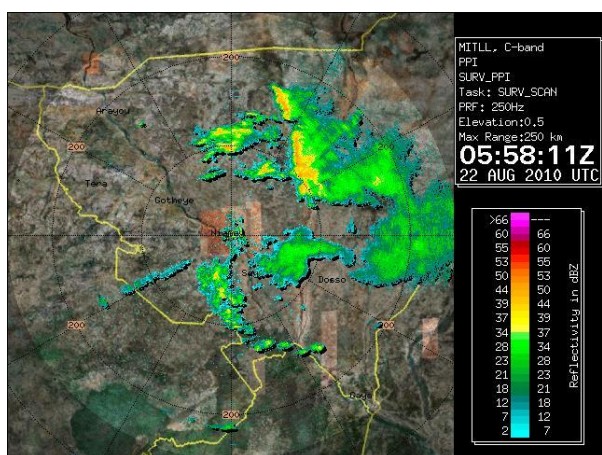 MITLL, C-band
PPI
SURV_PPI
Task: SURV_SCAN
PRF: 250Hz
Elevation:0.5
Max Range:250 km
05:58:11Z
22 AUG 2010 UTC
200
Arayou
200
200
Tera
Gotheye
Niamey
Dosso
200
200
200
>66 ---
60 66
55 60
53 55
50 53
44 50
39 44
37 39
34 37
28 34
23 28
21 23
18 21
12 18
7 12
2 7
Reflectivity in dBZ